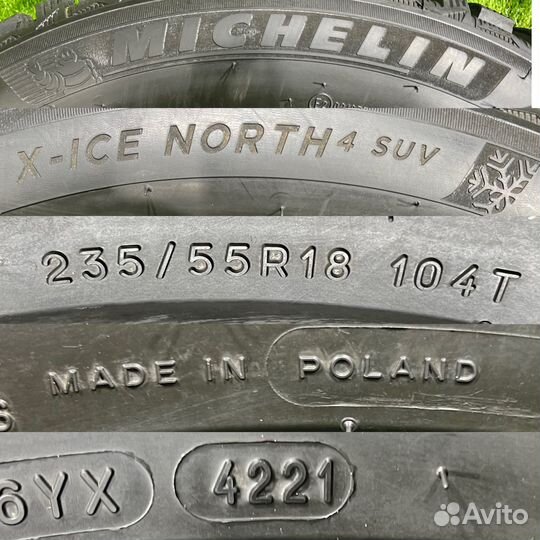 MICHELIN
X-ICE NORTH4 SUV
235/55R18 104T
MADE IN POLAND
6YX 4221
Avito